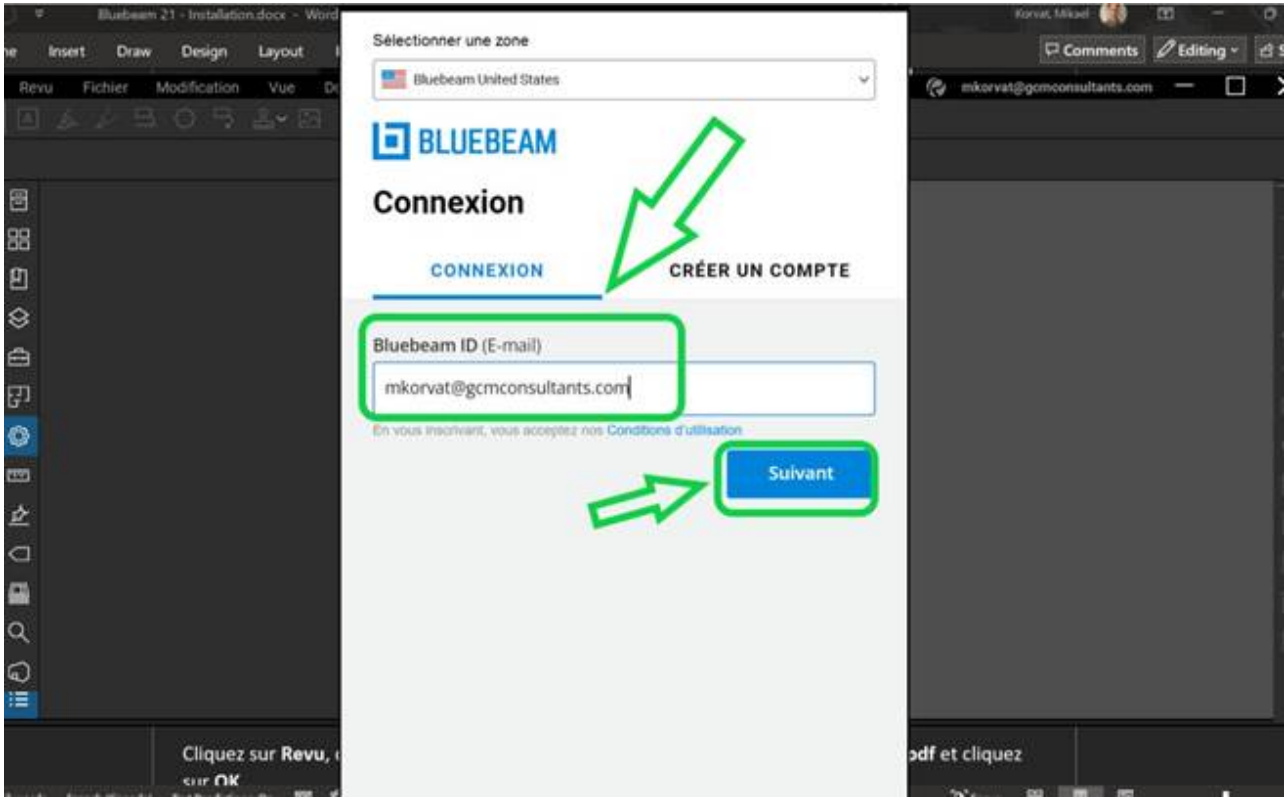 Bluebeam 21 - Installation.docx - Word
Korvat, Mikael
Insert Draw Design Layout
Comments Editing
Revu Fichier Modification Vue
mkorvat@gcmconsultants.com
Sélectionner une zone
Bluebeam United States
BLUEBEAM
Connexion
CONNEXION CRÉER UN COMPTE
Bluebeam ID (E-mail)
mkorvat@gcmconsultants.com
En vous inscrivant, vous acceptez nos Conditions d'utilisation
Suivant
Cliquez sur Revu,
pdf et cliquez
sur OK